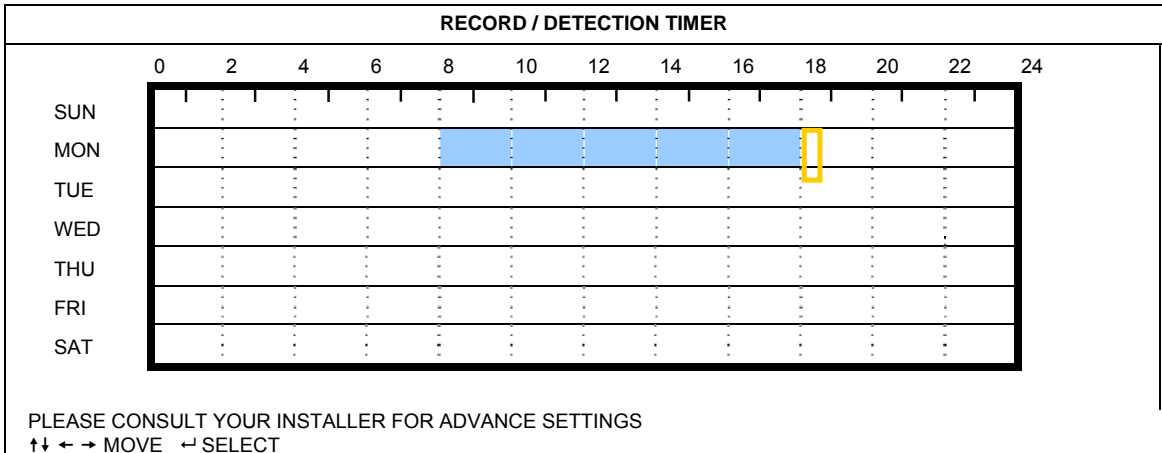 RECORD / DETECTION TIMER
0 2 4 6 8 10 12 14 16 18 20 22 24
SUN
MON
TUE
WED
THU
FRI
SAT
PLEASE CONSULT YOUR INSTALLER FOR ADVANCE SETTINGS
↑↓ ← → MOVE ↵ SELECT